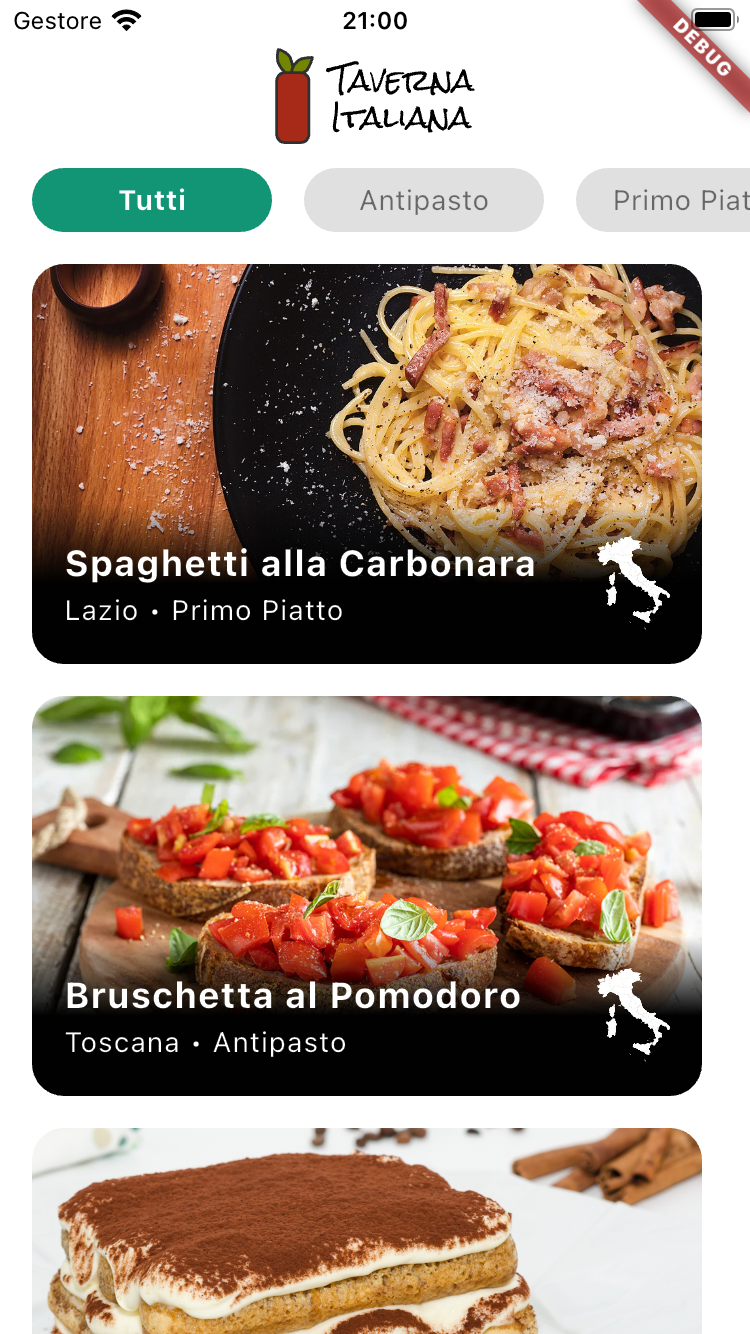 Gestore
21:00
DEBUG
TAVERNA
ITALIANA
Tutti
Antipasto
Primo Piat
Spaghetti alla Carbonara
Lazio • Primo Piatto
Bruschetta al Pomodoro
Toscana • Antipasto